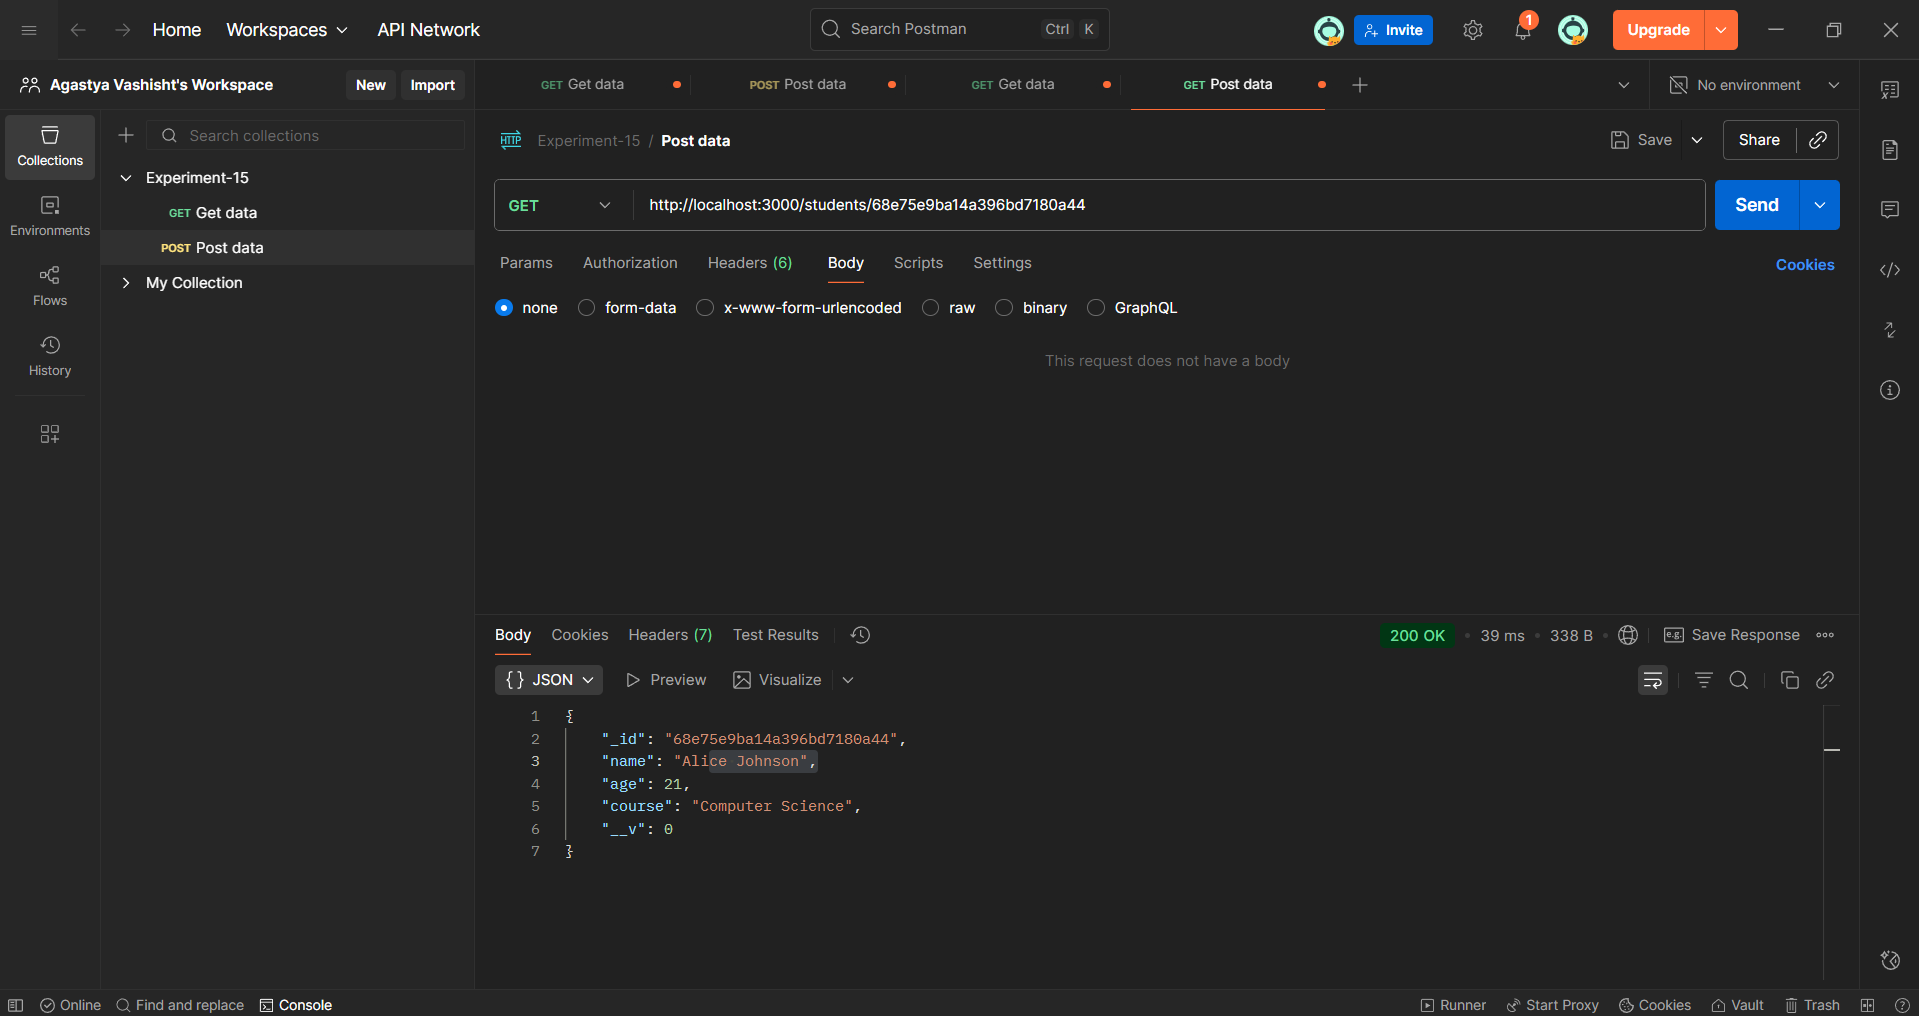 Home Workspaces API Network Search Postman Ctrl K Invite 1 Upgrade
Agastya Vashisht's Workspace New Import GET Get data POST Post data GET Get data GET Post data No environment
Collections
Environments
Flows
History
Search collections
Experiment-15
GET Get data
POST Post data
My Collection
HTTP Experiment-15 / Post data Save Share
GET http://localhost:3000/students/68e75e9ba14a396bd7180a44 Send
Params Authorization Headers (6) Body Scripts Settings Cookies
none form-data x-www-form-urlencoded raw binary GraphQL
This request does not have a body
Body Cookies Headers (7) Test Results 200 OK • 39 ms • 338 B • e.g. Save Response
{} JSON Preview Visualize
1 {
2 "_id": "68e75e9ba14a396bd7180a44",
3 "name": "Alice Johnson",
4 "age": 21,
5 "course": "Computer Science",
6 "__v": 0
7 }
Online Find and replace Console Runner Start Proxy Cookies Vault Trash